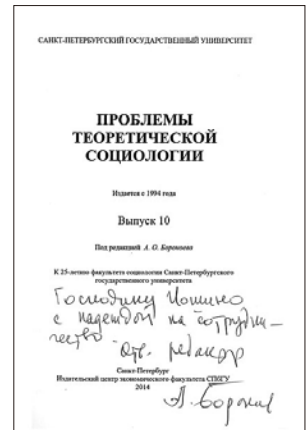 САНКТ-ПЕТЕРБУРГСКИЙ ГОСУДАРСТВЕННЫЙ УНИВЕРСИТЕТ
ПРОБЛЕМЫ
ТЕОРЕТИЧЕСКОЙ
СОЦИОЛОГИИ
Издается с 1994 года
Выпуск 10
Под редакцией А. О. Бороноева
К 25-летию факультета социологии Санкт-Петербургского
государственного университета
Господину Йошино
с надеждой на сотрудни-
чество.
Отв. редактор
Санкт-Петербург
Издательский центр экономического факультета СПбГУ
2014
А. Бороноев